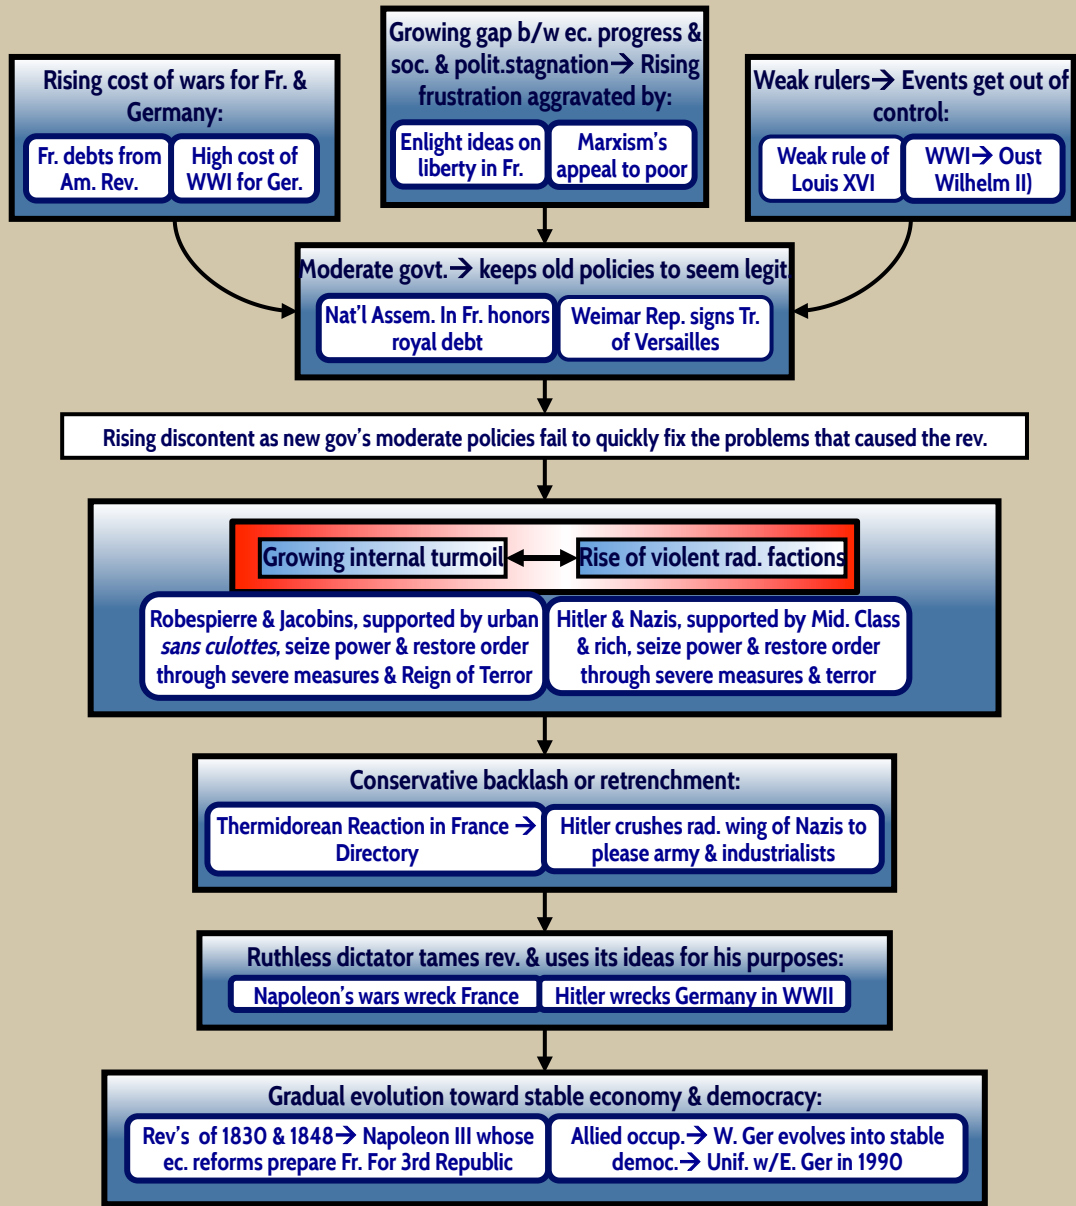 Rising cost of wars for Fr. &
Germany:
Fr. debts from
Am. Rev.
High cost of
WWI for Ger.
Growing gap b/w ec. progress &
soc. & polit.stagnation→ Rising
frustration aggravated by:
Enlight ideas on
liberty in Fr.
Marxism's
appeal to poor
Weak rulers→ Events get out of
control:
Weak rule of
Louis XVI
WWI→ Oust
Wilhelm II)
Moderate govt.→ keeps old policies to seem legit.
Nat'l Assem. In Fr. honors
royal debt
Weimar Rep. signs Tr.
of Versailles
Rising discontent as new gov's moderate policies fail to quickly fix the problems that caused the rev.
Growing internal turmoil
Rise of violent rad. factions
Robespierre & Jacobins, supported by urban
sans culottes, seize power & restore order
through severe measures & Reign of Terror
Hitler & Nazis, supported by Mid. Class
& rich, seize power & restore order
through severe measures & terror
Conservative backlash or retrenchment:
Thermidorean Reaction in France →
Directory
Hitler crushes rad. wing of Nazis to
please army & industrialists
Ruthless dictator tames rev. & uses its ideas for his purposes:
Napoleon's wars wreck France
Hitler wrecks Germany in WWII
Gradual evolution toward stable economy & democracy:
Rev's of 1830 & 1848→ Napoleon III whose
ec. reforms prepare Fr. For 3rd Republic
Allied occup.→ W. Ger evolves into stable
democ.→ Unif. w/E. Ger in 1990